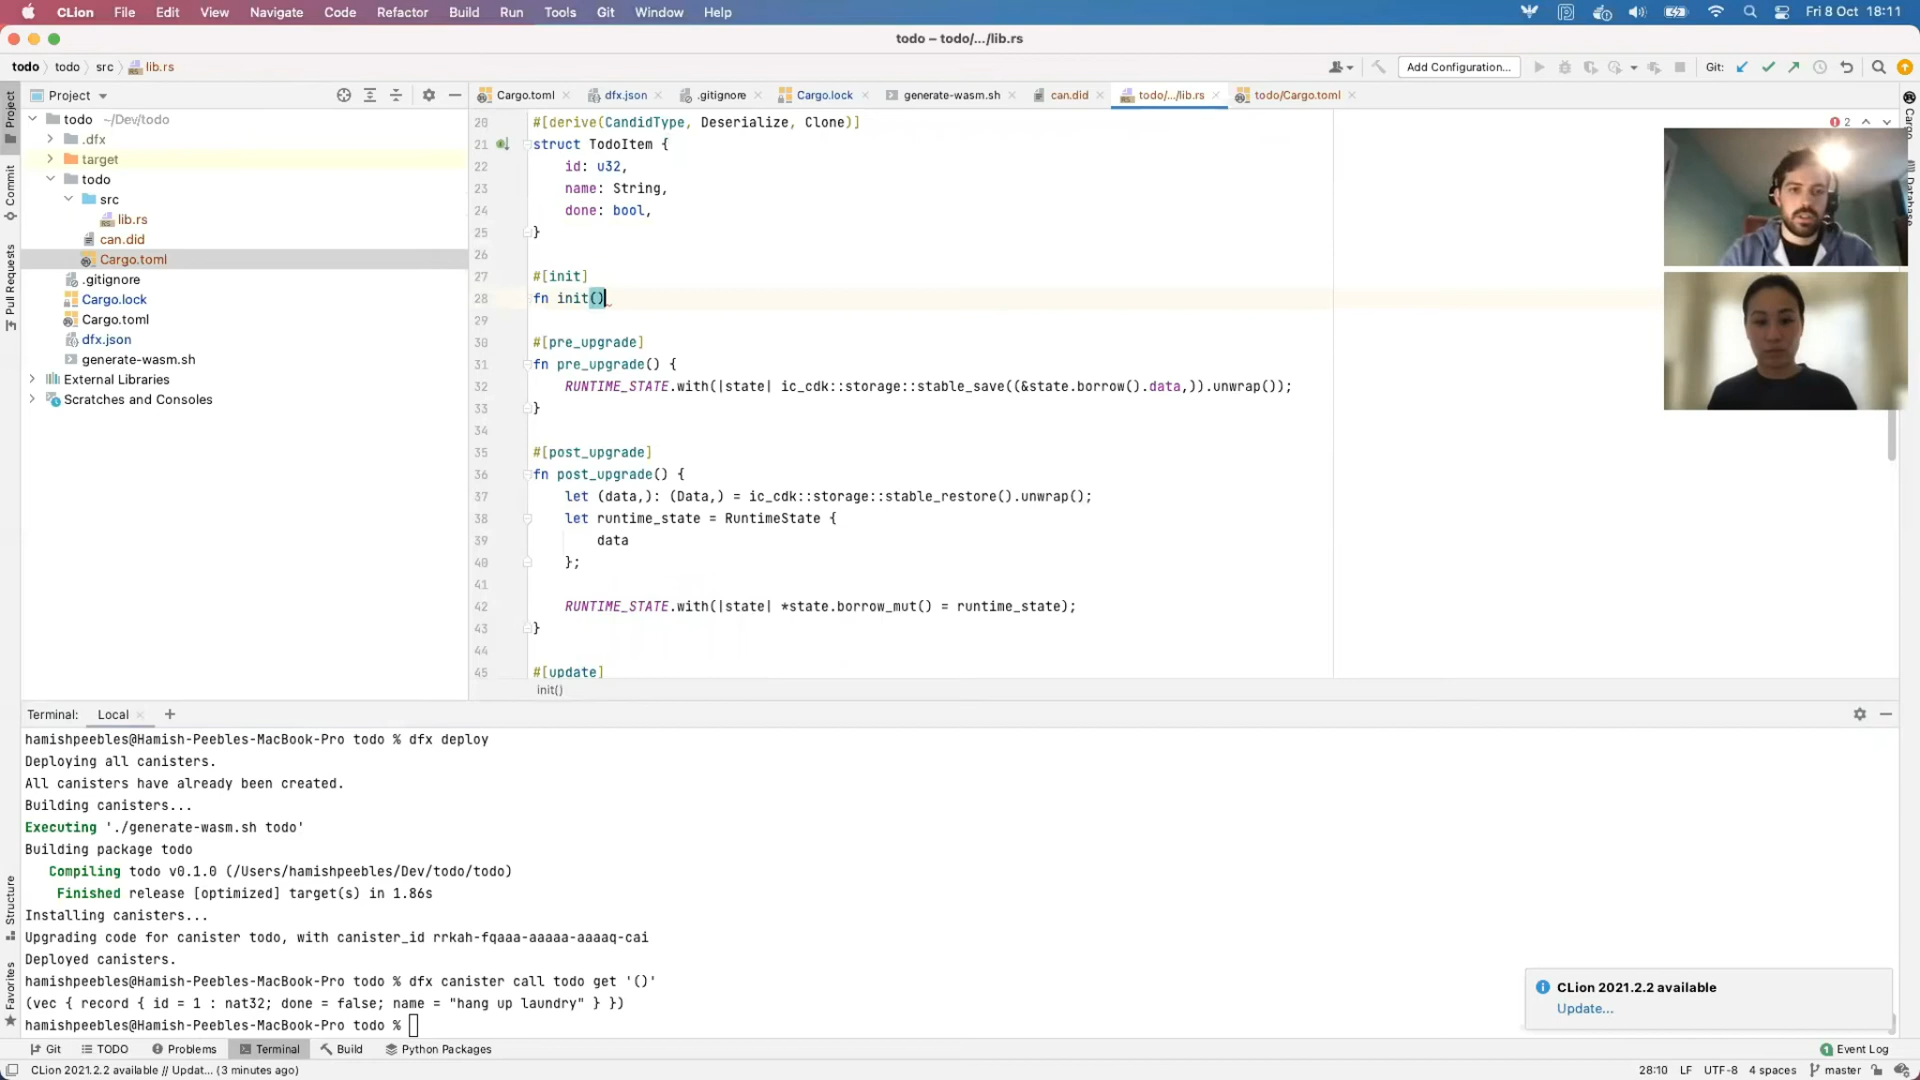 CLion File Edit View Navigate Code Refactor Build Run Tools Git Window Help Fri 8 Oct 18:11
todo – todo/.../lib.rs
todo todo src lib.rs Add Configuration... Git:
Project Cargo.toml dfx.json .gitignore Cargo.lock generate-wasm.sh can.did todo/.../lib.rs todo/Cargo.toml
todo ~/Dev/todo
.dfx
target
todo
src
lib.rs
can.did
Cargo.toml
.gitignore
Cargo.lock
Cargo.toml
dfx.json
generate-wasm.sh
External Libraries
Scratches and Consoles
Project
Commit
Pull Requests
Structure
Favorites
Cargo
Database
2
20 #[derive(CandidType, Deserialize, Clone)]
21 struct TodoItem {
22 id: u32,
23 name: String,
24 done: bool,
25 }
26
27 #[init]
28 fn init()
29
30 #[pre_upgrade]
31 fn pre_upgrade() {
32 RUNTIME_STATE.with(|state| ic_cdk::storage::stable_save((&state.borrow().data,)).unwrap());
33 }
34
35 #[post_upgrade]
36 fn post_upgrade() {
37 let (data,): (Data,) = ic_cdk::storage::stable_restore().unwrap();
38 let runtime_state = RuntimeState {
39 data
40 };
41
42 RUNTIME_STATE.with(|state| *state.borrow_mut() = runtime_state);
43 }
44
45 #[update]
init()
Terminal: Local
hamishpeebles@Hamish-Peebles-MacBook-Pro todo % dfx deploy
Deploying all canisters.
All canisters have already been created.
Building canisters...
Executing './generate-wasm.sh todo'
Building package todo
Compiling todo v0.1.0 (/Users/hamishpeebles/Dev/todo/todo)
Finished release [optimized] target(s) in 1.86s
Installing canisters...
Upgrading code for canister todo, with canister_id rrkah-fqaaa-aaaaa-aaaaq-cai
Deployed canisters.
hamishpeebles@Hamish-Peebles-MacBook-Pro todo % dfx canister call todo get '()'
(vec { record { id = 1 : nat32; done = false; name = "hang up laundry" } })
hamishpeebles@Hamish-Peebles-MacBook-Pro todo %
CLion 2021.2.2 available
Update...
Git TODO Problems Terminal Build Python Packages 1 Event Log
CLion 2021.2.2 available // Updat... (3 minutes ago) 28:10 LF UTF-8 4 spaces master